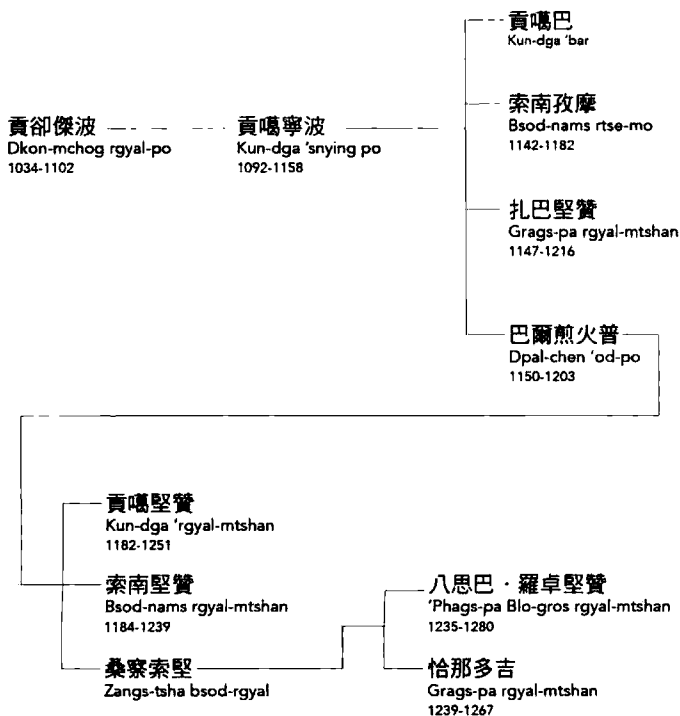 貢卻傑波
Dkon-mchog rgyal-po
1034-1102
貢噶寧波
Kun-dga 'snying po
1092-1158
貢噶巴
Kun-dga 'bar
索南孜摩
Bsod-nams rtse-mo
1142-1182
扎巴堅贊
Grags-pa rgyal-mtshan
1147-1216
巴爾煎火普
Dpal-chen 'od-po
1150-1203
貢噶堅贊
Kun-dga 'rgyal-mtshan
1182-1251
索南堅贊
Bsod-nams rgyal-mtshan
1184-1239
桑察索堅
Zangs-tsha bsod-rgyal
八思巴・羅卓堅贊
'Phags-pa Blo-gros rgyal-mtshan
1235-1280
恰那多吉
Grags-pa rgyal-mtshan
1239-1267